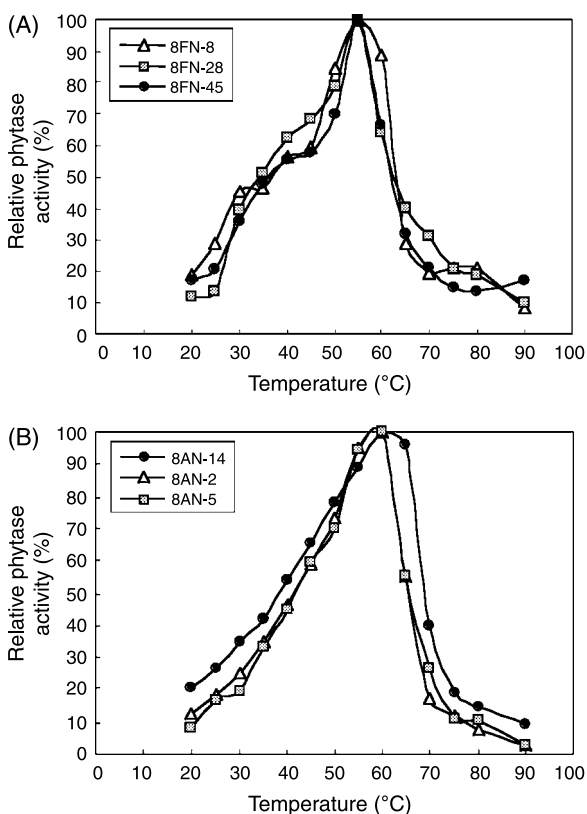 (A)
8FN-8
8FN-28
8FN-45
Relative phytase
activity (%)
100
90
80
70
60
50
40
30
20
10
0
0 10 20 30 40 50 60 70 80 90 100
Temperature (°C)
(B)
8AN-14
8AN-2
8AN-5
Relative phytase
activity (%)
100
90
80
70
60
50
40
30
20
10
0
0 10 20 30 40 50 60 70 80 90 100
Temperature (°C)